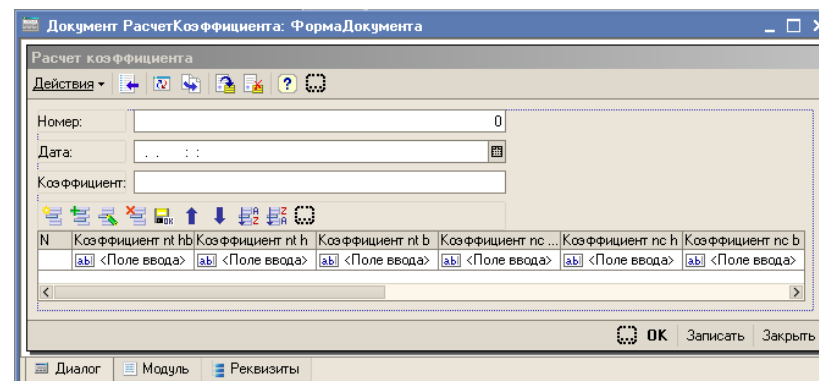 Документ РасчетКоэффициента: ФормаДокумента
Расчет коэффициента
Действия
Номер: 0
Дата: . . : :
Коэффициент:
N Коэффициент nt hb Коэффициент nt h Коэффициент nt b Коэффициент nc ... Коэффициент nc h Коэффициент nc b
<Поле ввода> <Поле ввода> <Поле ввода> <Поле ввода> <Поле ввода> <Поле ввода>
OK Записать Закрыть
Диалог Модуль Реквизиты